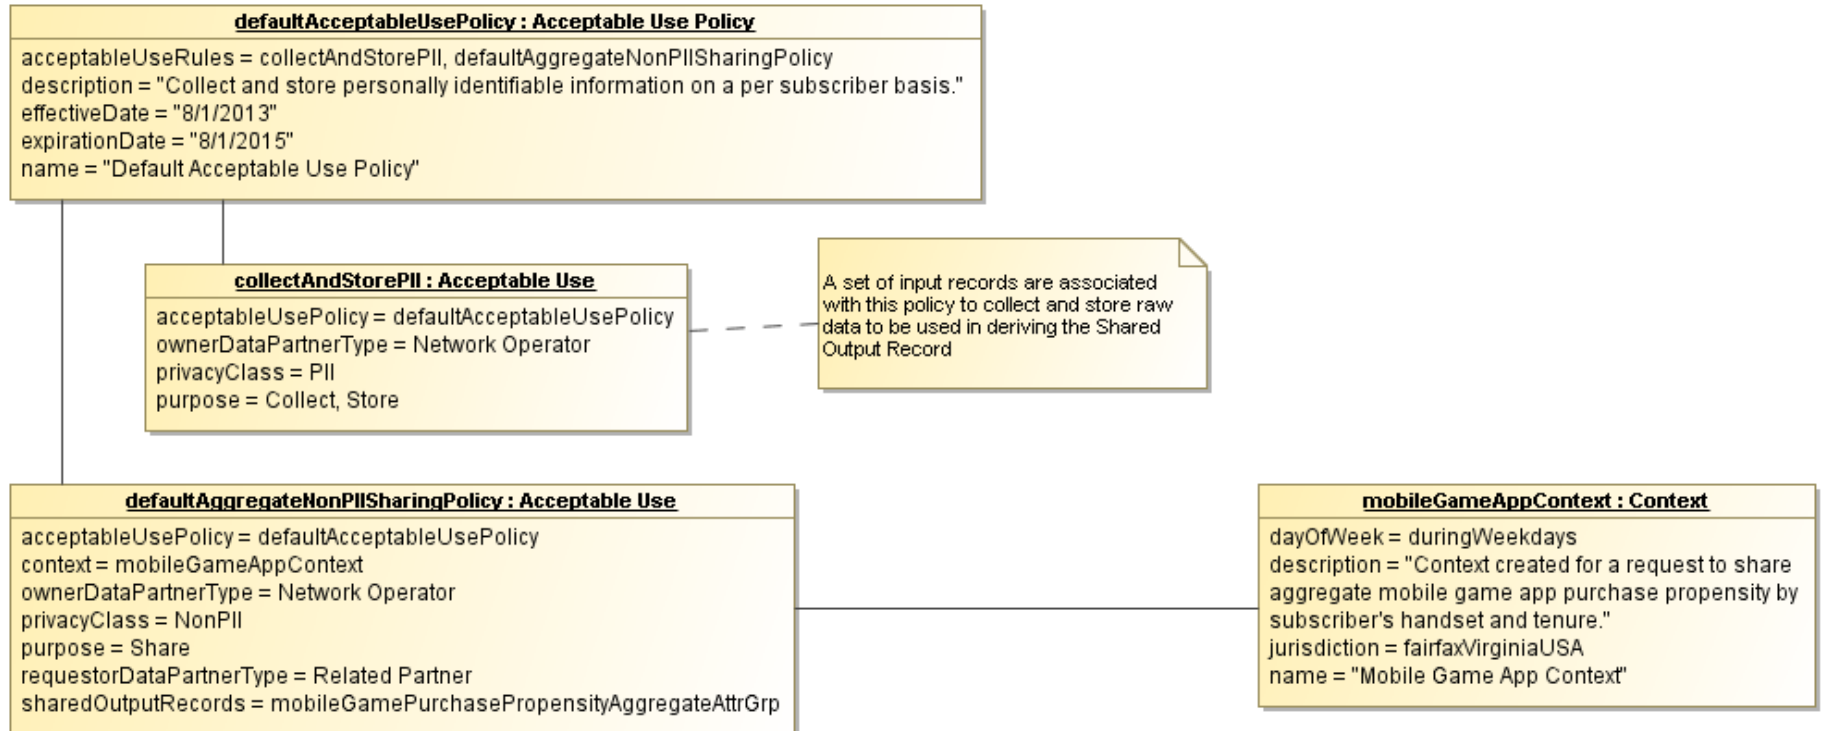 defaultAcceptableUsePolicy : Acceptable Use Policy
acceptableUseRules = collectAndStorePII, defaultAggregateNonPIISharingPolicy
description = "Collect and store personally identifiable information on a per subscriber basis."
effectiveDate = "8/1/2013"
expirationDate = "8/1/2015"
name = "Default Acceptable Use Policy"
collectAndStorePII : Acceptable Use
acceptableUsePolicy = defaultAcceptableUsePolicy
ownerDataPartnerType = Network Operator
privacyClass = PII
purpose = Collect, Store
A set of input records are associated
with this policy to collect and store raw
data to be used in deriving the Shared
Output Record
defaultAggregateNonPIISharingPolicy : Acceptable Use
acceptableUsePolicy = defaultAcceptableUsePolicy
context = mobileGameAppContext
ownerDataPartnerType = Network Operator
privacyClass = NonPII
purpose = Share
requestorDataPartnerType = Related Partner
sharedOutputRecords = mobileGamePurchasePropensityAggregateAttrGrp
mobileGameAppContext : Context
dayOfWeek = duringWeekdays
description = "Context created for a request to share
aggregate mobile game app purchase propensity by
subscriber's handset and tenure."
jurisdiction = fairfaxVirginiaUSA
name = "Mobile Game App Context"